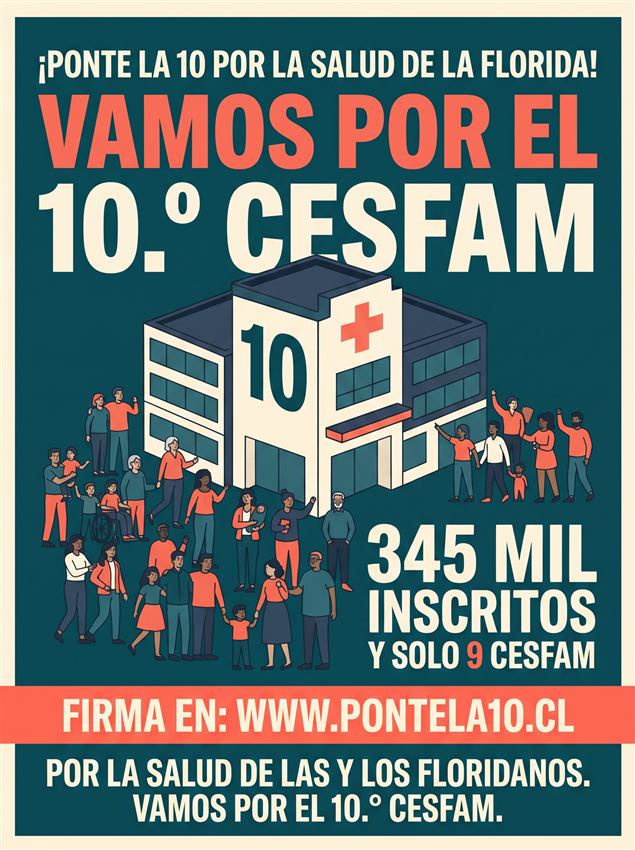 ¡PONTE LA 10 POR LA SALUD DE LA FLORIDA!
VAMOS POR EL
10.º CESFAM
10
345 MIL
INSCRITOS
Y SOLO 9 CESFAM
FIRMA EN: WWW.PONTELA10.CL
POR LA SALUD DE LAS Y LOS FLORIDANOS.
VAMOS POR EL 10.º CESFAM.